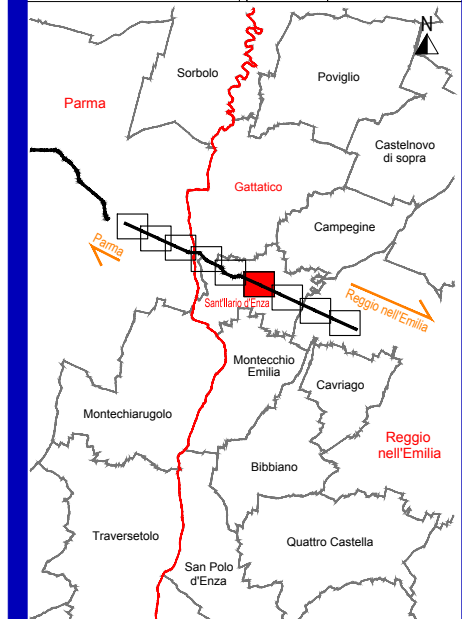 N
Sorbolo
Poviglio
Parma
Castelnovo
di sopra
Gattatico
Campegine
Parma
Sant'Ilario d'Enza
Reggio nell'Emilia
Montecchio
Emilia
Cavriago
Montechiarugolo
Reggio
nell'Emilia
Bibbiano
Traversetolo
Quattro Castella
San Polo
d'Enza